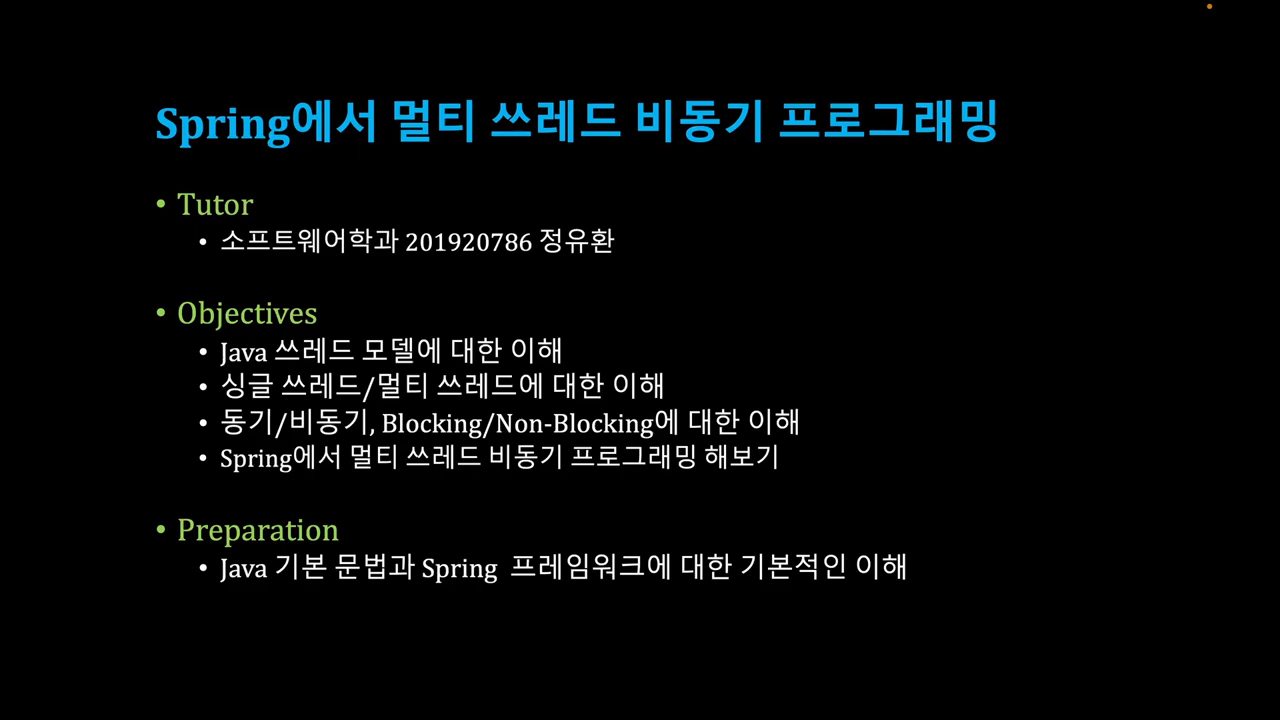 Spring에서 멀티 쓰레드 비동기 프로그래밍
• Tutor
• 소프트웨어학과 201920786 정유환
• Objectives
• Java 쓰레드 모델에 대한 이해
• 싱글 쓰레드/멀티 쓰레드에 대한 이해
• 동기/비동기, Blocking/Non-Blocking에 대한 이해
• Spring에서 멀티 쓰레드 비동기 프로그래밍 해보기
• Preparation
• Java 기본 문법과 Spring 프레임워크에 대한 기본적인 이해